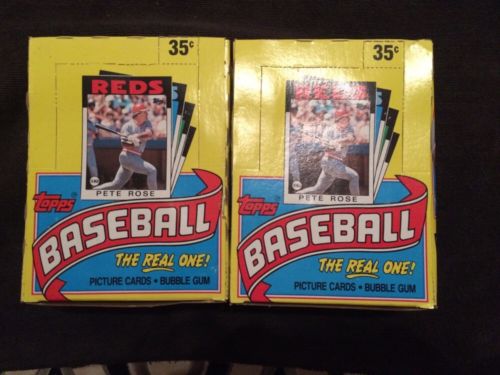 35¢
REDS
PETE ROSE
Topps
BASEBALL
THE REAL ONE!
PICTURE CARDS • BUBBLE GUM
35¢
REDS
PETE ROSE
Topps
BASEBALL
THE REAL ONE!
PICTURE CARDS • BUBBLE GUM